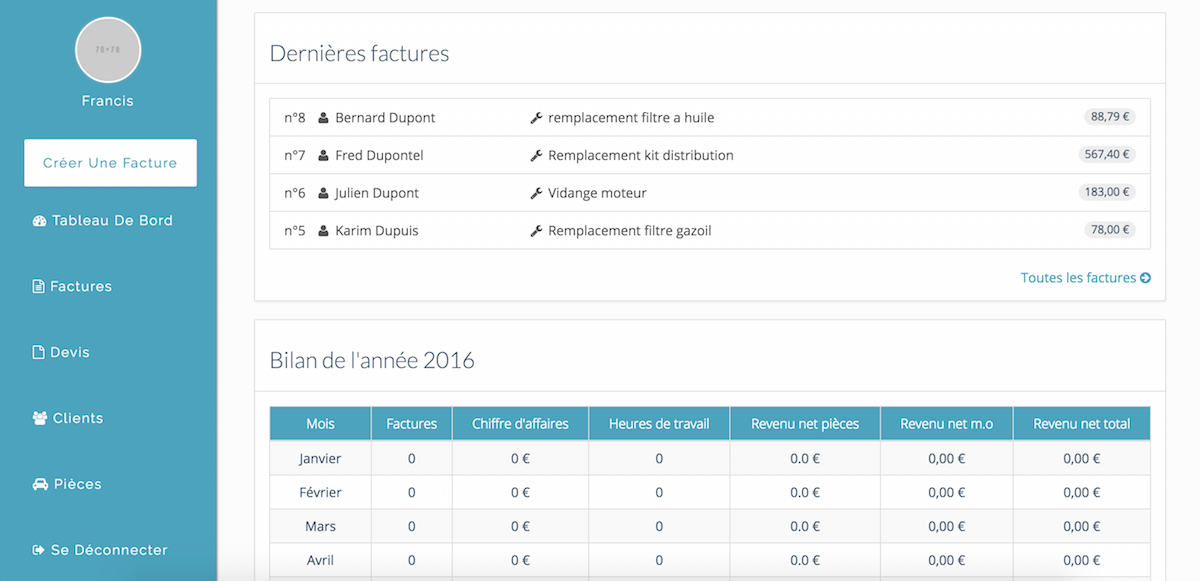 70×70
Francis
Créer Une Facture
Tableau De Bord
Factures
Devis
Clients
Pièces
Se Déconnecter
Dernières factures
n°8 Bernard Dupont remplacement filtre a huile 88,79 €
n°7 Fred Dupontel Remplacement kit distribution 567,40 €
n°6 Julien Dupont Vidange moteur 183,00 €
n°5 Karim Dupuis Remplacement filtre gazoil 78,00 €
Toutes les factures
Bilan de l'année 2016
Mois Factures Chiffre d'affaires Heures de travail Revenu net pièces Revenu net m.o Revenu net total
Janvier 0 0 € 0 0.0 € 0,00 € 0,00 €
Février 0 0 € 0 0.0 € 0,00 € 0,00 €
Mars 0 0 € 0 0.0 € 0,00 € 0,00 €
Avril 0 0 € 0 0.0 € 0,00 € 0,00 €